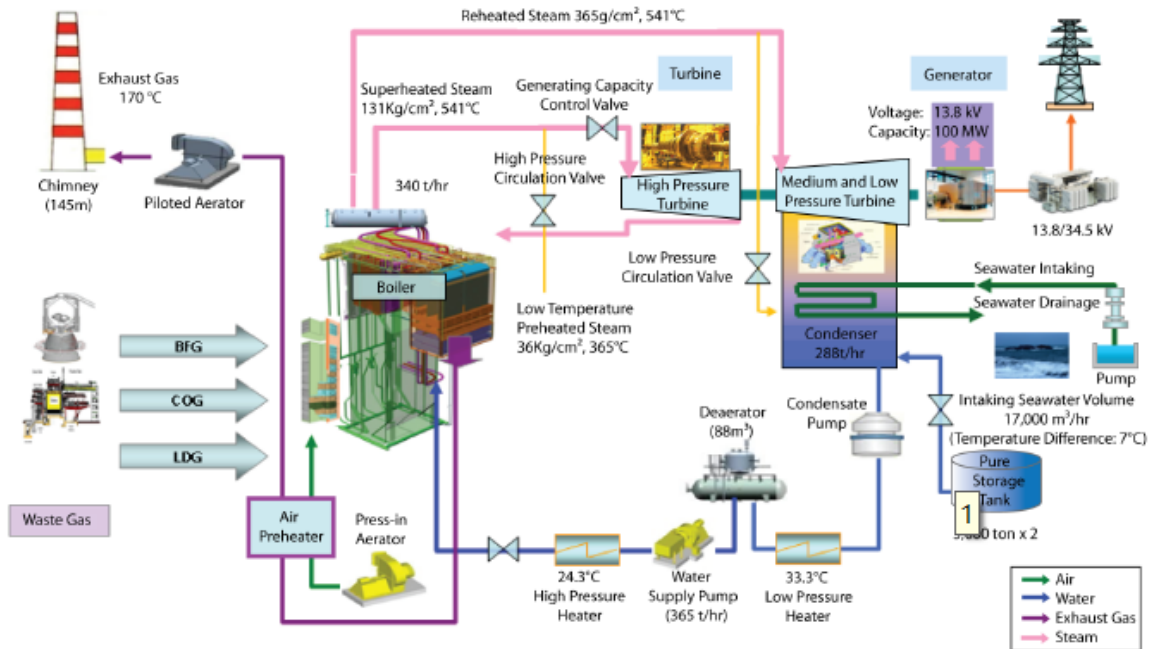 Reheated Steam 365g/cm², 541°C
Exhaust Gas
170 °C
Chimney
(145m)
Piloted Aerator
Superheated Steam
131Kg/cm², 541°C
Generating Capacity
Control Valve
Turbine
Generator
Voltage: 13.8 kV
Capacity: 100 MW
High Pressure
Circulation Valve
340 t/hr
High Pressure
Turbine
Medium and Low
Pressure Turbine
13.8/34.5 kV
Low Pressure
Circulation Valve
Seawater Intaking
Seawater Drainage
Boiler
Low Temperature
Preheated Steam
36Kg/cm², 365°C
Condenser
288t/hr
Pump
BFG
COG
LDG
Waste Gas
Intaking Seawater Volume
17,000 m³/hr
(Temperature Difference: 7°C)
Deaerator
(88m³)
Condensate
Pump
Pure
Storage
Tank
1
ton x 2
Air
Preheater
Press-in
Aerator
24.3°C
High Pressure
Heater
Water
Supply Pump
(365 t/hr)
33.3°C
Low Pressure
Heater
Air
Water
Exhaust Gas
Steam